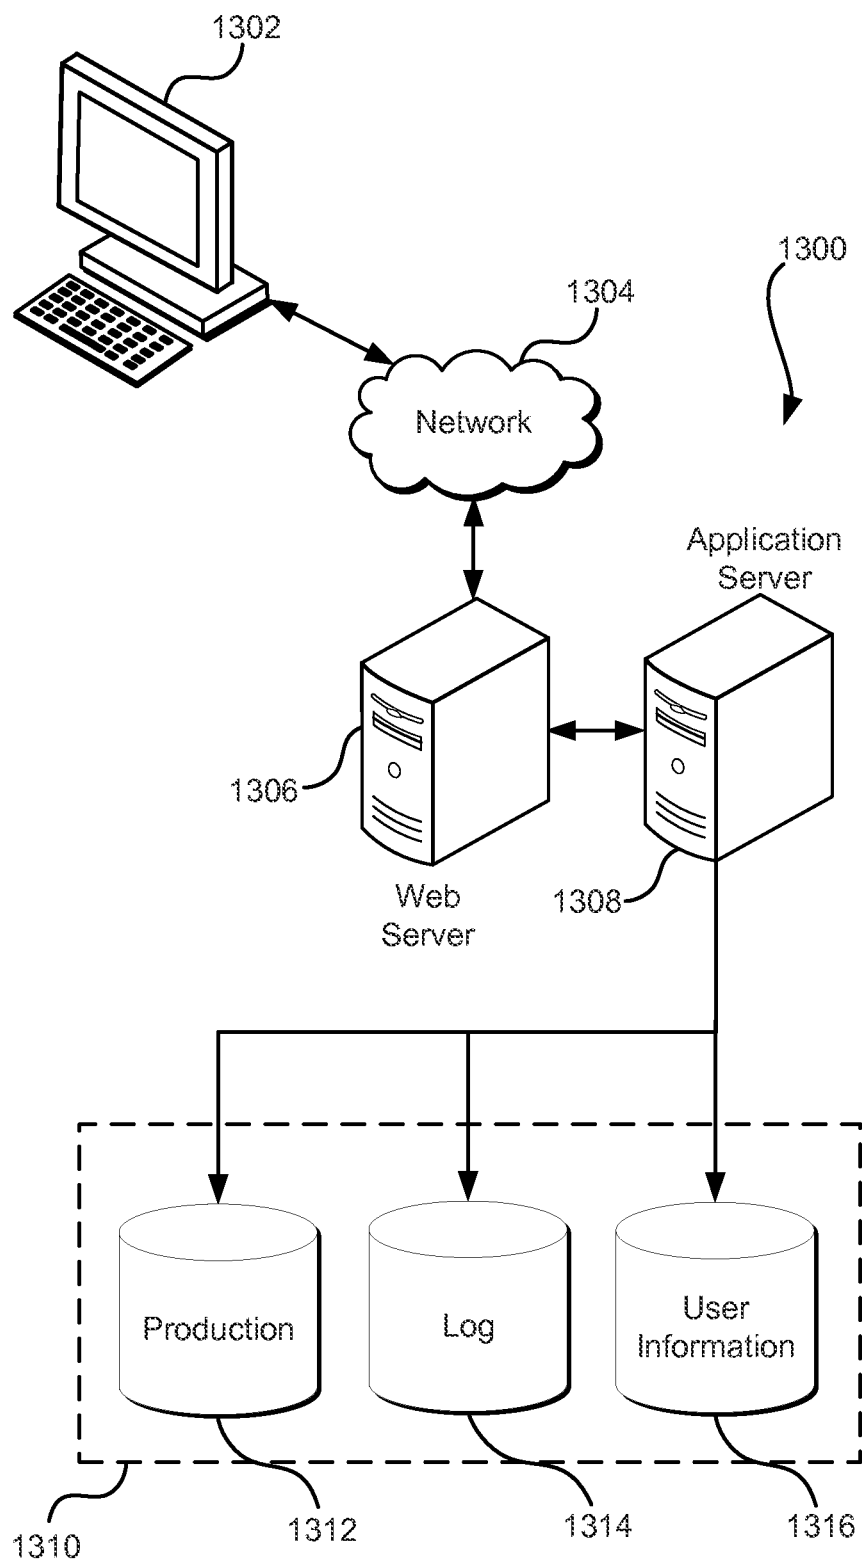 1302
1300
1304
Network
Application
Server
1306
1308
Web
Server
Production
Log
User
Information
1310
1312
1314
1316